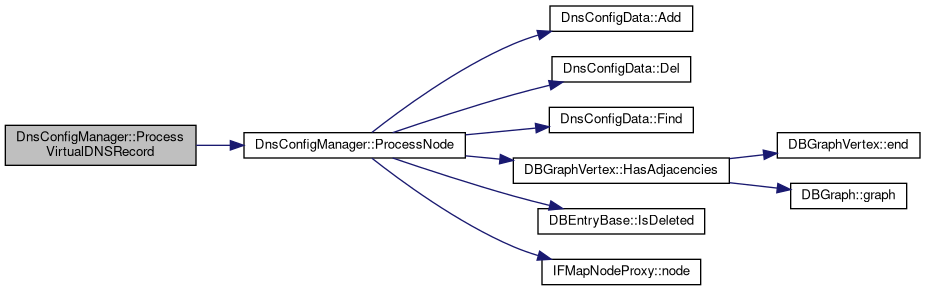 DnsConfigManager::Process
VirtualDNSRecord
DnsConfigManager::ProcessNode
DnsConfigData::Add
DnsConfigData::Del
DnsConfigData::Find
DBGraphVertex::HasAdjacencies
DBGraphVertex::end
DBGraph::graph
DBEntryBase::IsDeleted
IFMapNodeProxy::node